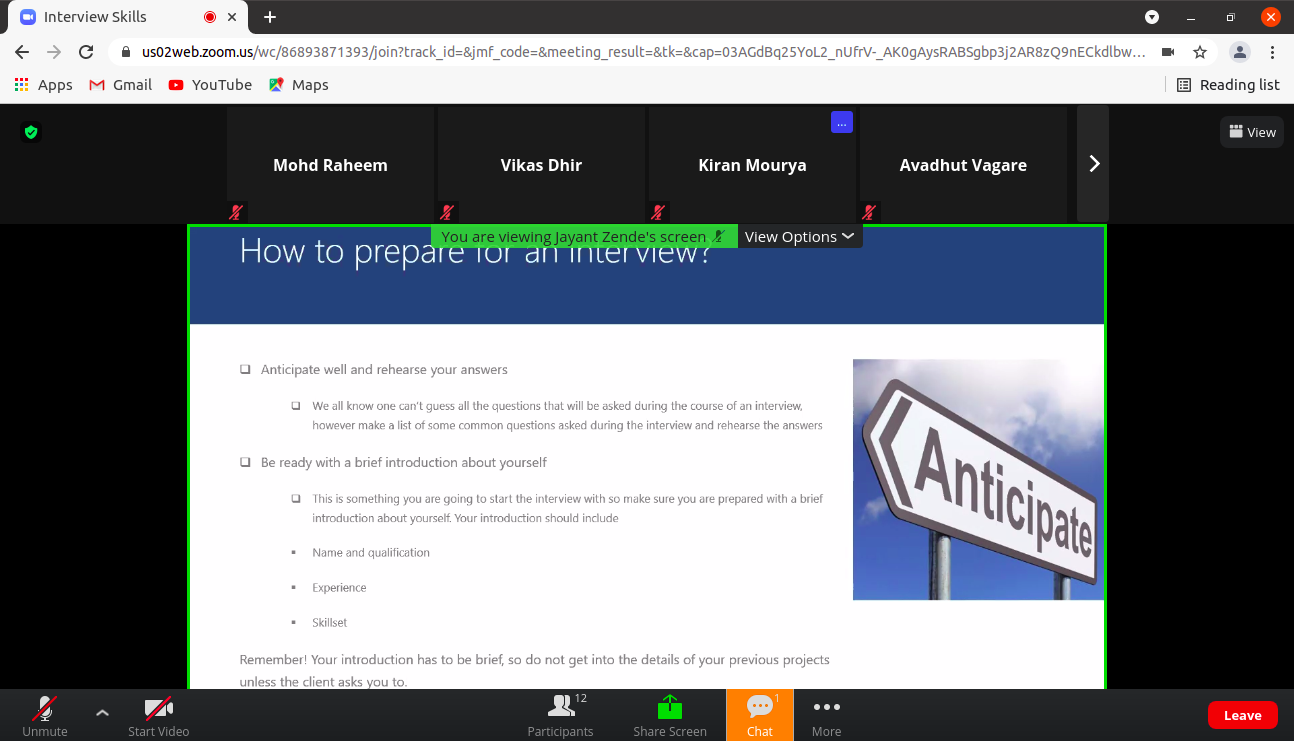 Interview Skills
us02web.zoom.us/wc/86893871393/join?track_id=&jmf_code=&meeting_result=&tk=&cap=03AGdBq25YoL2_nUfrV-_AK0gAysRABSgbp3j2AR8zQ9nECkdlbw...
Apps Gmail YouTube Maps Reading list
View
Mohd Raheem Vikas Dhir Kiran Mourya Avadhut Vagare
...
You are viewing Jayant Zende's screen View Options
How to prepare for an interview?
Anticipate well and rehearse your answers
We all know one can't guess all the questions that will be asked during the course of an interview,
however make a list of some common questions asked during the interview and rehearse the answers
Be ready with a brief introduction about yourself
This is something you are going to start the interview with so make sure you are prepared with a brief
introduction about yourself. Your introduction should include
Name and qualification
Experience
Skillset
Remember! Your introduction has to be brief, so do not get into the details of your previous projects
unless the client asks you to.
Anticipate
12
1
Unmute Start Video Participants Share Screen Chat More Leave